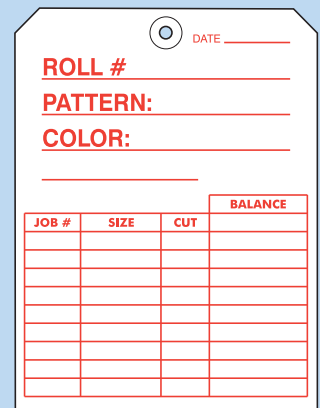 DATE
ROLL #
PATTERN:
COLOR:
BALANCE
JOB # SIZE CUT